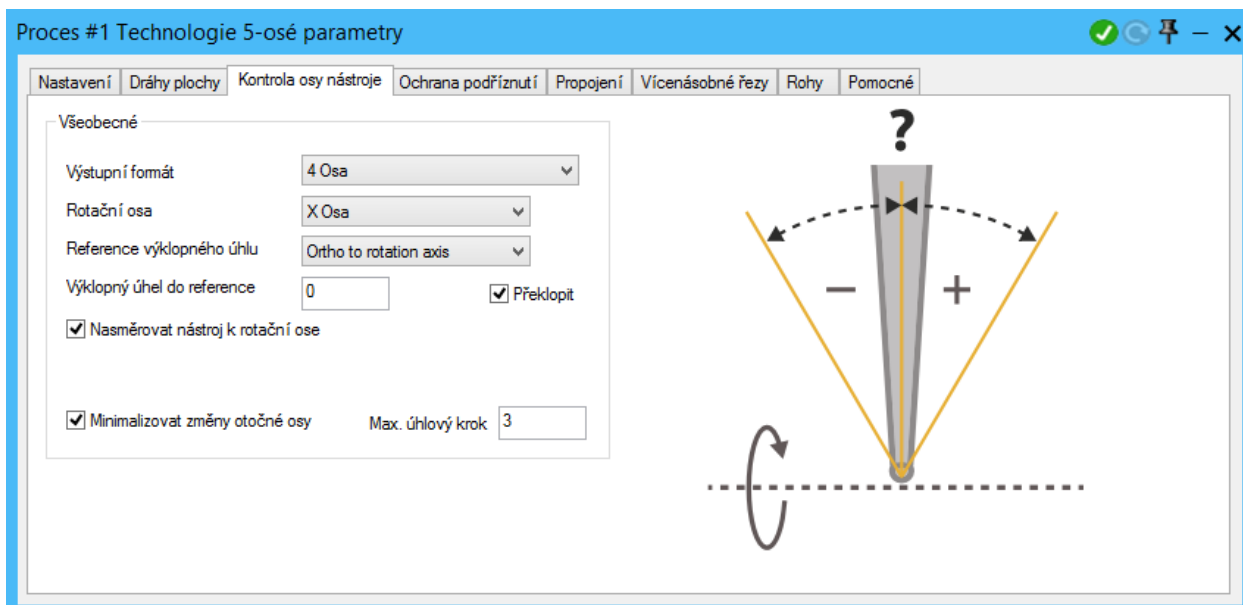 Proces #1 Technologie 5-osé parametry
Nastavení Dráhy plochy Kontrola osy nástroje Ochrana podříznutí Propojení Vícenásobné řezy Rohy Pomocné
Všeobecné
Výstupní formát 4 Osa
Rotační osa X Osa
Reference výklopného úhlu Ortho to rotation axis
Výklopný úhel do reference 0 Překlopit
Nasměrovat nástroj k rotační ose
Minimalizovat změny otočné osy Max. úhlový krok 3
?
− +